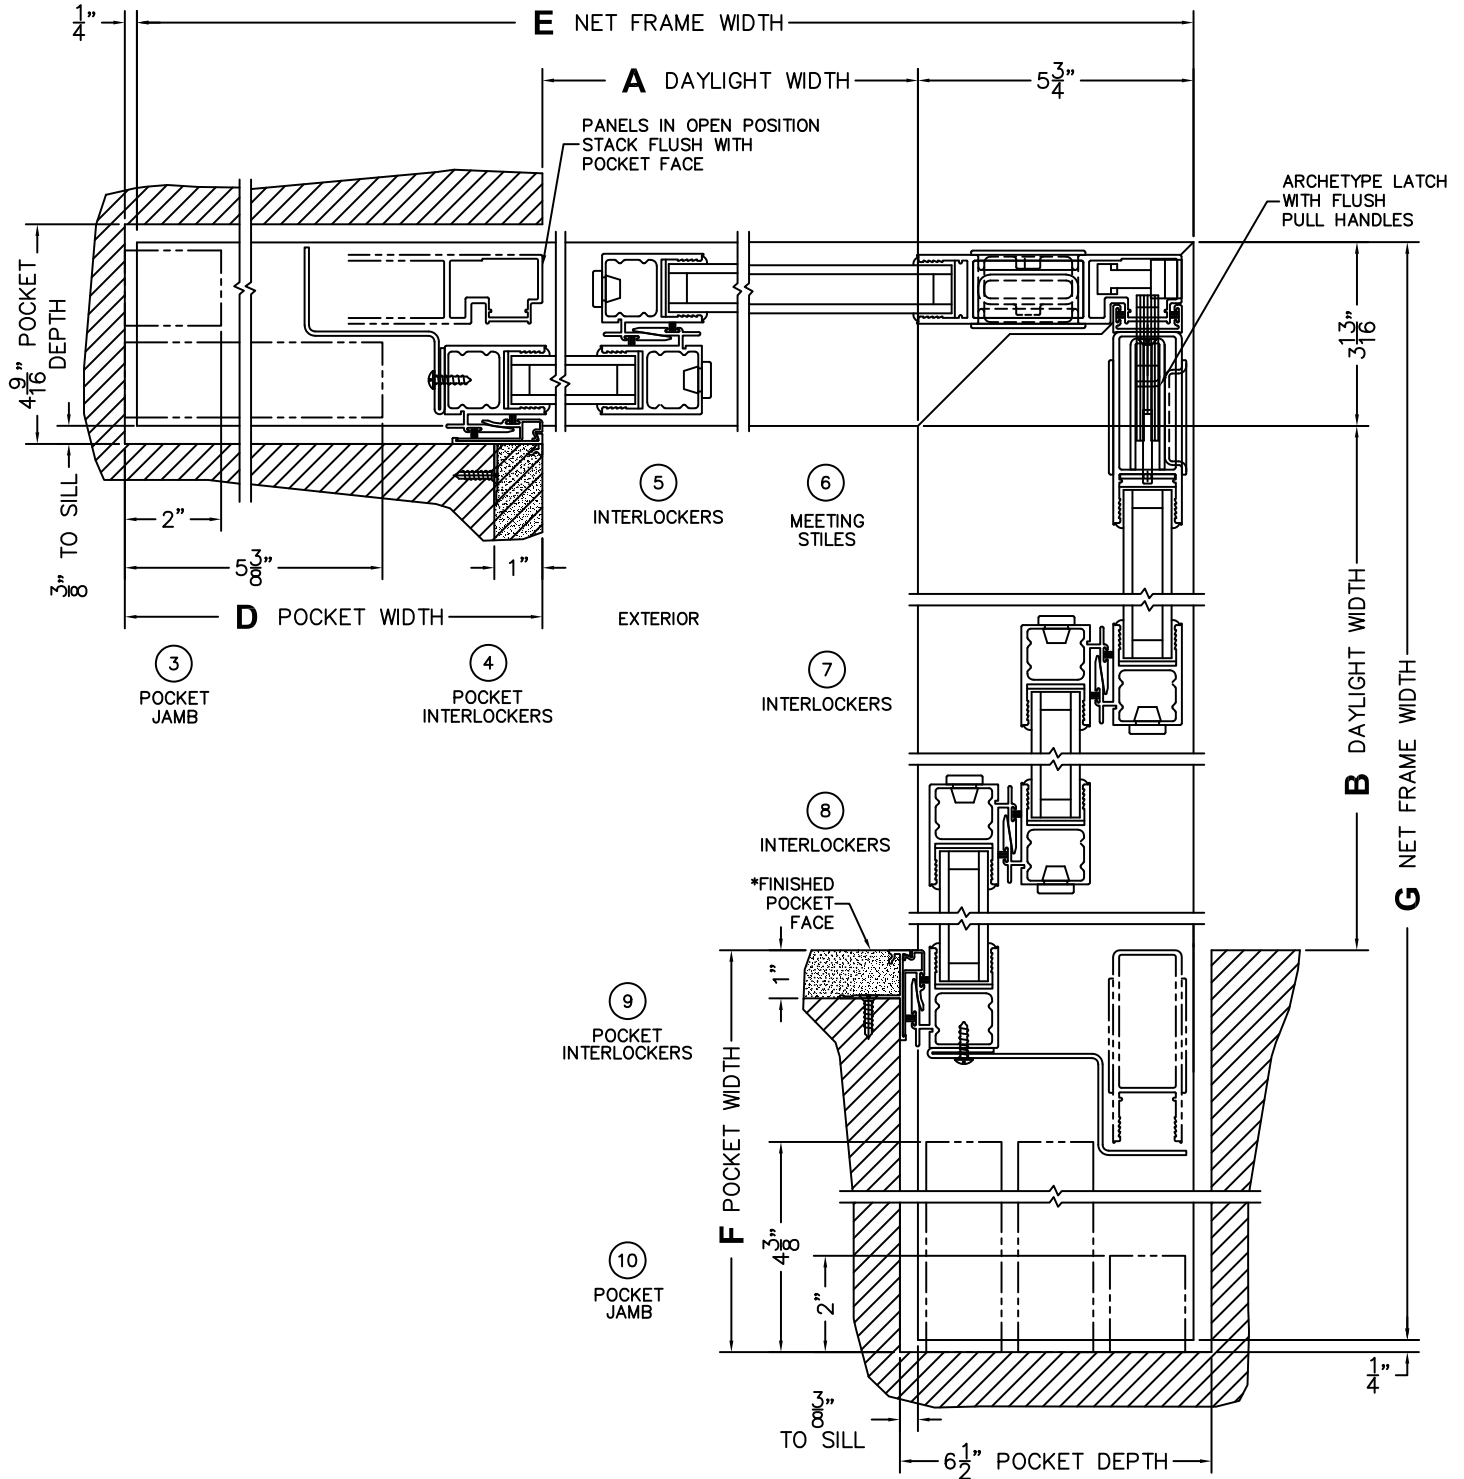 1/4"
E NET FRAME WIDTH
A DAYLIGHT WIDTH
5 3/4"
PANELS IN OPEN POSITION
STACK FLUSH WITH
POCKET FACE
ARCHETYPE LATCH
WITH FLUSH
PULL HANDLES
4 9/16" POCKET
DEPTH
3 13/16"
3/8" TO SILL
2"
5 3/8"
1"
D POCKET WIDTH
5
INTERLOCKERS
6
MEETING
STILES
EXTERIOR
3
POCKET
JAMB
4
POCKET
INTERLOCKERS
7
INTERLOCKERS
B DAYLIGHT WIDTH
G NET FRAME WIDTH
8
INTERLOCKERS
*FINISHED
POCKET
FACE
1"
9
POCKET
INTERLOCKERS
F POCKET WIDTH
4 3/8"
2"
10
POCKET
JAMB
1/4"
3/8"
TO SILL
6 1/2" POCKET DEPTH